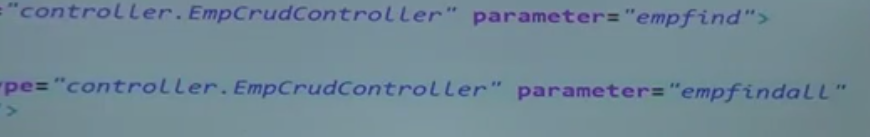 ="controller.EmpCrudController" parameter="empfind">
pe="controller.EmpCrudController" parameter="empfindall"
">